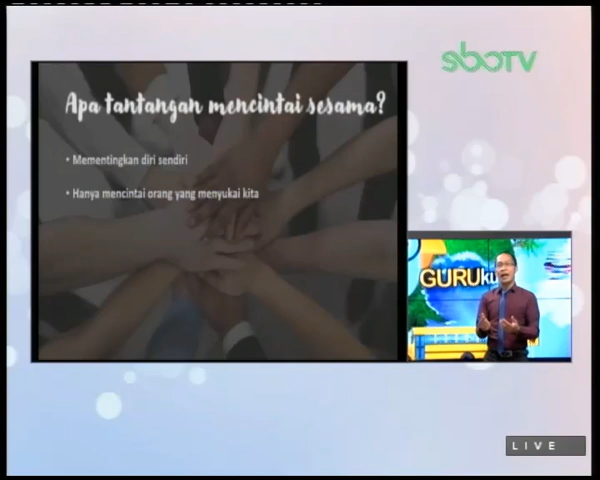 sboTV
Apa tantangan mencintai sesama?
• Mementingkan diri sendiri
• Hanya mencintai orang yang menyukai kita
GURUku
LIVE